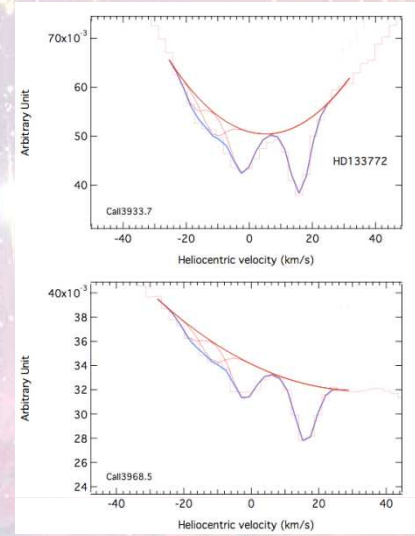 70x10⁻³
60
50
40
Arbitrary Unit
HD133772
CaII3933.7
-40 -20 0 20 40
Heliocentric velocity (km/s)
40x10⁻³
38
36
34
32
30
28
26
24
Arbitrary Unit
CaII3968.5
-40 -20 0 20 40
Heliocentric velocity (km/s)